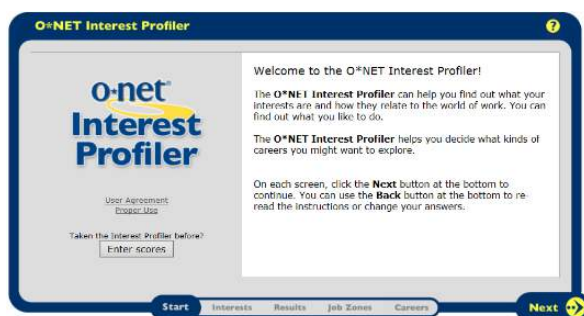 O*NET Interest Profiler
?
o*net
Interest
Profiler
User Agreement
Proper Use
Taken the Interest Profiler before?
Enter scores
Welcome to the O*NET Interest Profiler!
The O*NET Interest Profiler can help you find out what your
interests are and how they relate to the world of work. You can
find out what you like to do.
The O*NET Interest Profiler helps you decide what kinds of
careers you might want to explore.
On each screen, click the Next button at the bottom to
continue. You can use the Back button at the bottom to re-
read the instructions or change your answers.
Start Interests Results Job Zones Careers
Next